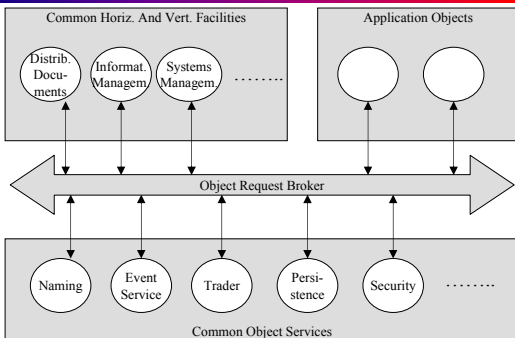 Common Horiz. And Vert. Facilities
Application Objects
Distrib.
Docu-
ments
Informat.
Managem.
Systems
Managem.
........
Object Request Broker
Naming
Event
Service
Trader
Persi-
stence
Security
........
Common Object Services